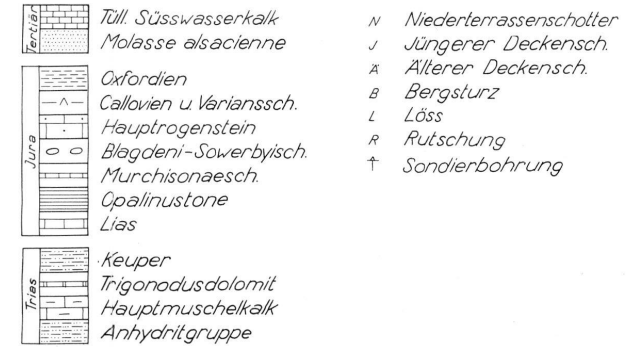 Tertiär
Tüll. Süsswasserkalk
Molasse alsacienne
Jura
Oxfordien
Callovien u. Varianssch.
Hauptrogenstein
Blagdeni-Sowerbyisch.
Murchisonaesch.
Opalinustone
Lias
Trias
Keuper
Trigonodusdolomit
Hauptmuschelkalk
Anhydritgruppe
N Niederterrassenschotter
J Jüngerer Deckensch.
Ä Älterer Deckensch.
B Bergsturz
L Löss
R Rutschung
Sondierbohrung